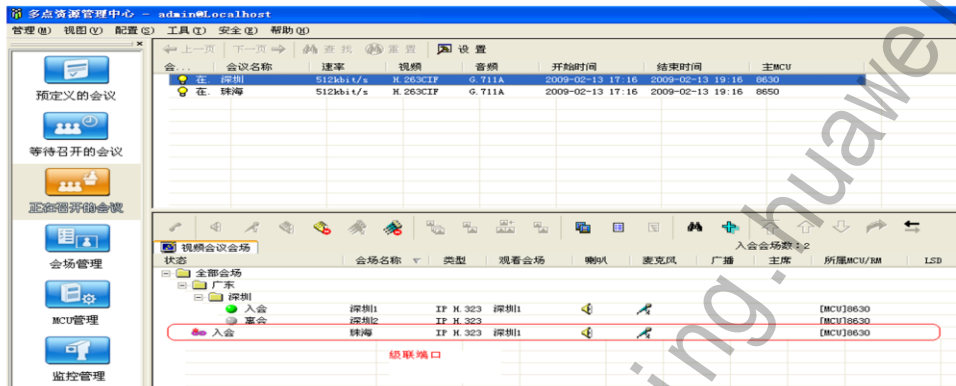 多点资源管理中心 - admin@Localhost
管理(M) 视图(V) 配置(S) 工具(T) 安全(E) 帮助(H)
上一页 下一页 查 找 重 置 设 置
会... 会议名称 速率 视频 音频 开始时间 结束时间 主MCU
在. 深圳 512kbit/s H.263CIF G.711A 2009-02-13 17:16 2009-02-13 19:16 8630
在. 珠海 512kbit/s H.263CIF G.711A 2009-02-13 17:16 2009-02-13 19:16 8650
预定义的会议
等待召开的会议
正在召开的会议
会场管理
MCU管理
监控管理
视频会议会场 入会会场数:2
状态 会场名称 类型 观看会场 喇叭 麦克风 广播 主席 所属MCU/RM LSD
全部会场
广东
深圳
入会 深圳1 IP H.323 深圳1 [MCU]8630
离会 深圳2 IP H.323 [MCU]8630
入会 珠海 IP H.323 深圳1 [MCU]8630
级联端口
ning.huawe